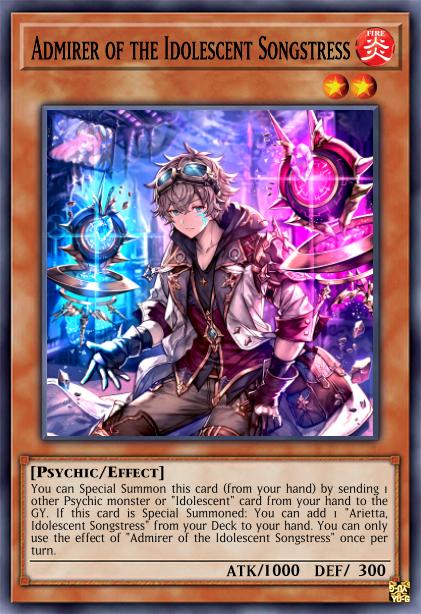 ADMIRER OF THE IDOLESCENT SONGSTRESS
FIRE
炎
[PSYCHIC/EFFECT]
You can Special Summon this card (from your hand) by sending 1
other Psychic monster or "Idolescent" card from your hand to the
GY. If this card is Special Summoned: You can add 1 "Arietta,
Idolescent Songstress" from your Deck to your hand. You can only
use the effect of "Admirer of the Idolescent Songstress" once per
turn.
ATK/1000 DEF/ 300